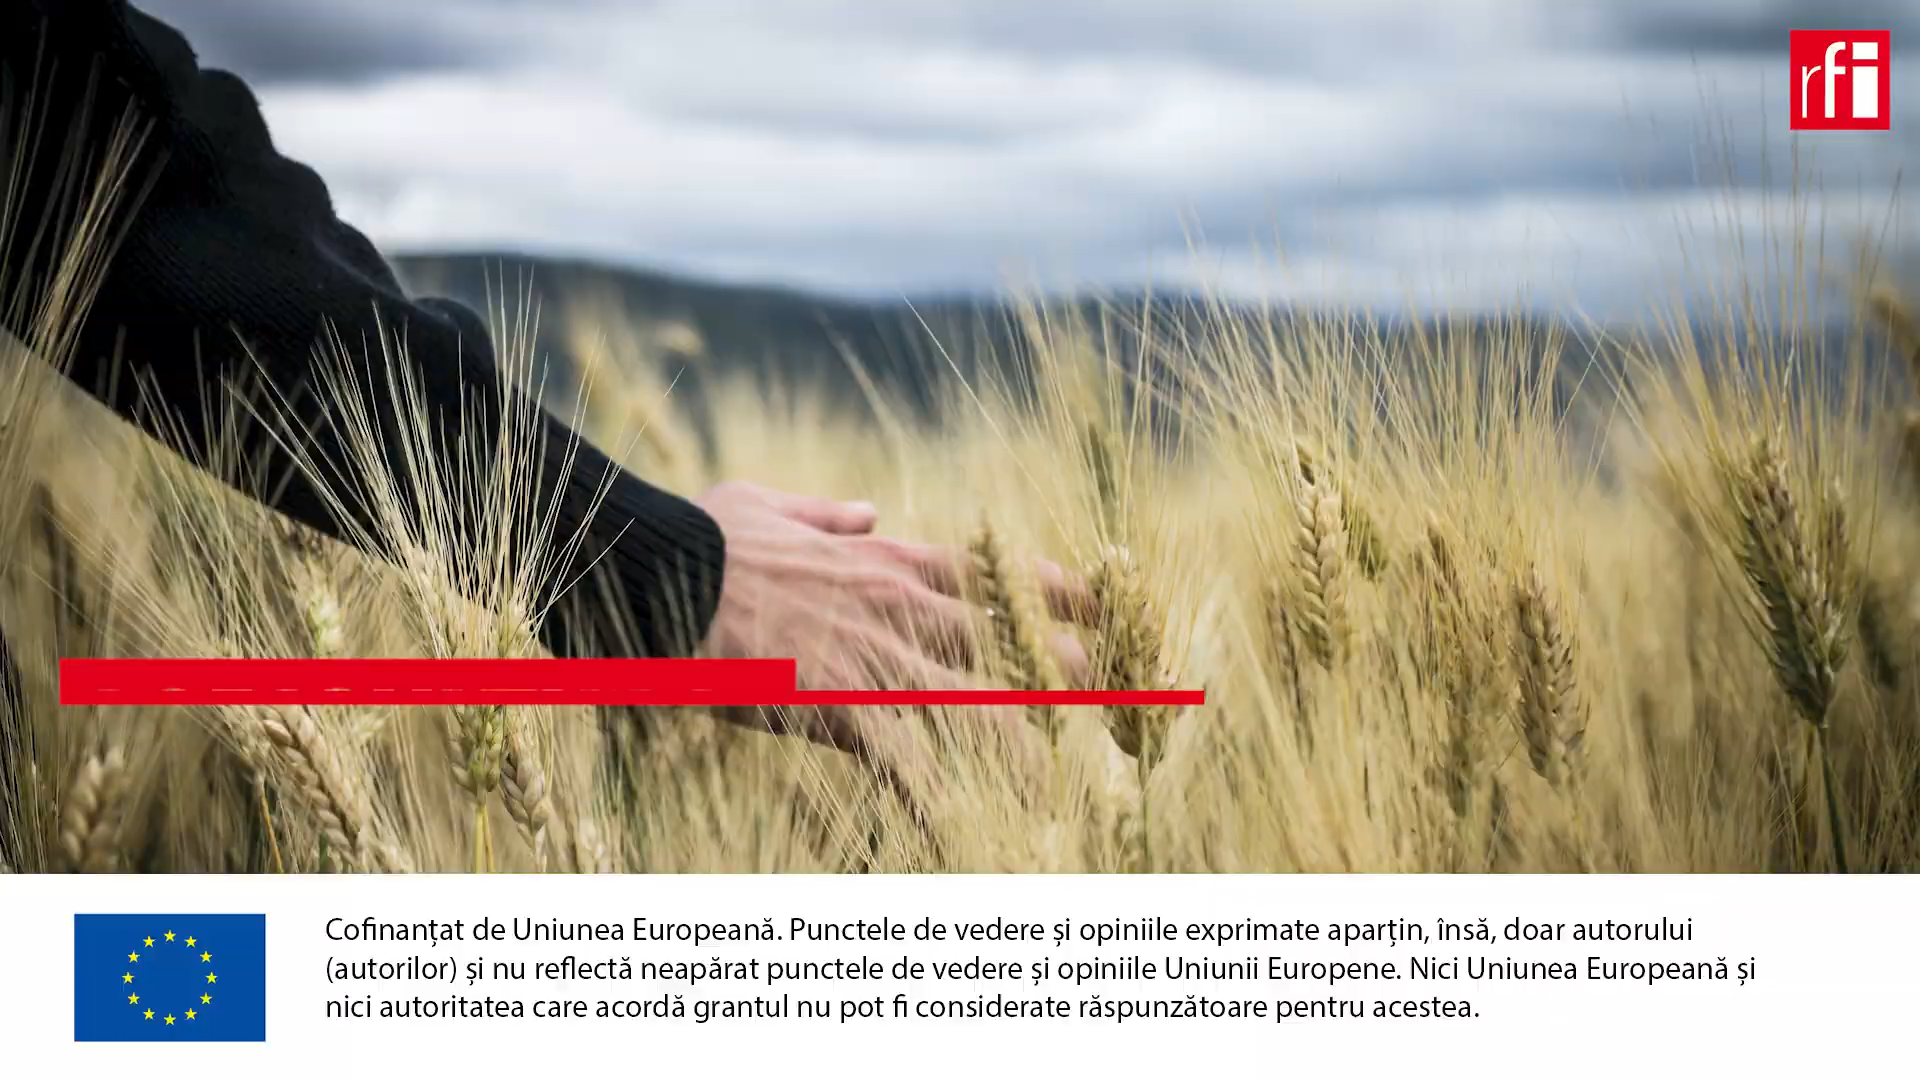 rfi
Cofinanțat de Uniunea Europeană. Punctele de vedere și opiniile exprimate aparțin, însă, doar autorului
(autorilor) și nu reflectă neapărat punctele de vedere și opiniile Uniunii Europene. Nici Uniunea Europeană și
nici autoritatea care acordă grantul nu pot fi considerate răspunzătoare pentru acestea.